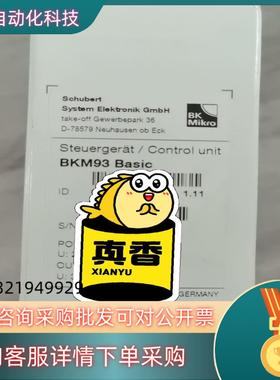 自动化科技
Schubert
System Elektronik GmbH
take-off Gewerbepark 36
D-78579 Neuhausen ob Eck
BK
Mikro
Steuergerät / Control unit
BKM93 Basic
ID
1.11
S/N
PO
U:
OU
U:
真香
XIANYU
821949929
GERMANY
咨询采购批发可对公开票
客服详情下单采购